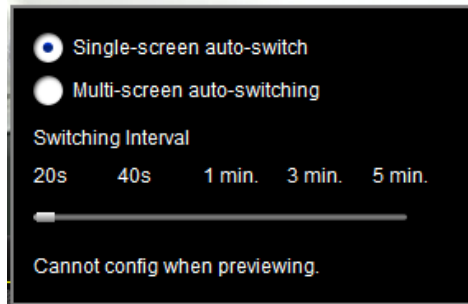 Single-screen auto-switch
Multi-screen auto-switching
Switching Interval
20s 40s 1 min. 3 min. 5 min.
Cannot config when previewing.